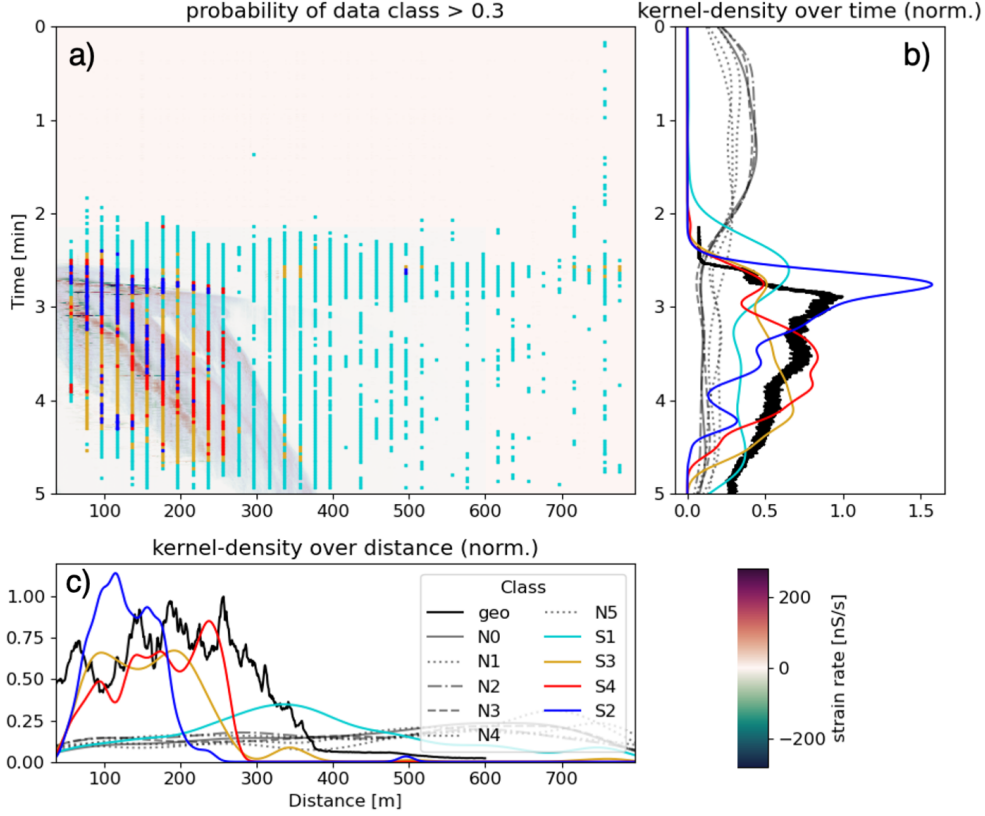 probability of data class > 0.3
kernel-density over time (norm.)
a)
b)
0
1
2
3
4
5
Time [min]
100
200
300
400
500
600
700
0
1
2
3
4
5
0.0
0.5
1.0
1.5
kernel-density over distance (norm.)
c)
1.00
0.75
0.50
0.25
0.00
100
200
300
400
500
600
700
Distance [m]
Class
geo
N0
N1
N2
N3
N4
N5
S1
S3
S4
S2
200
0
−200
strain rate [nS/s]